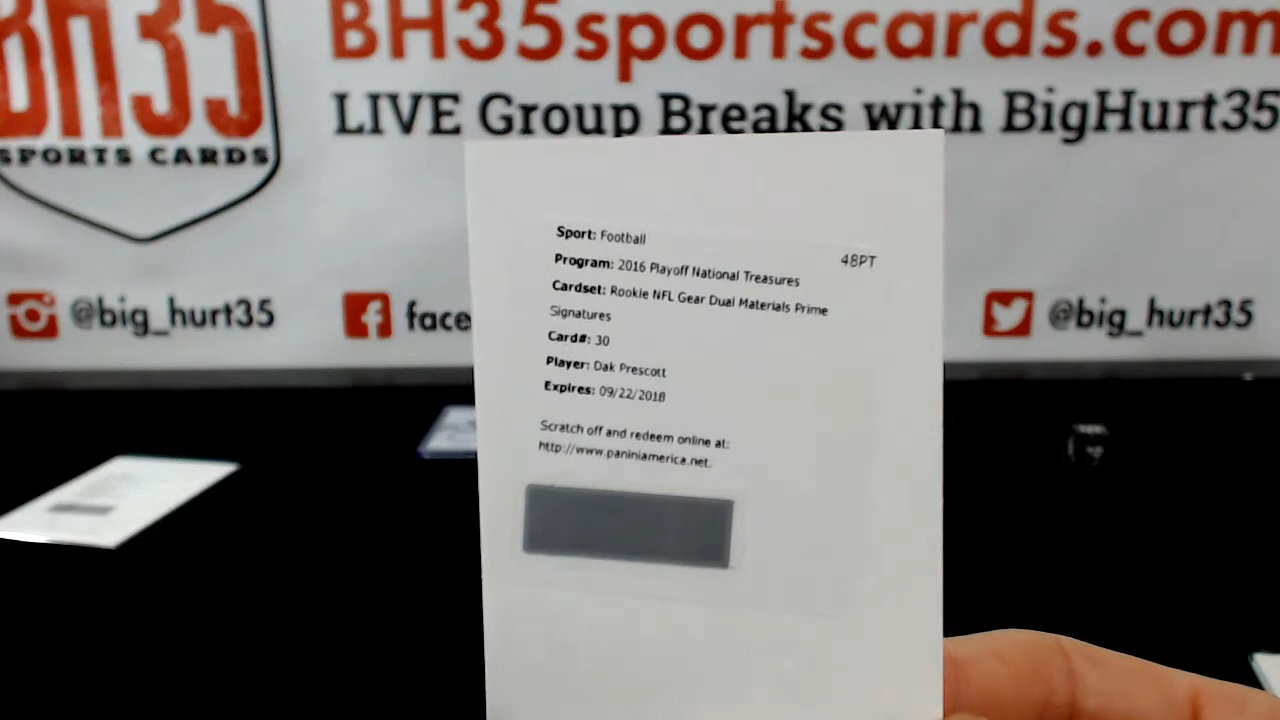 BH35
SPORTS CARDS
BH35sportscards.com
LIVE Group Breaks with BigHurt35
@big_hurt35
face
@big_hurt35
Sport: Football
48PT
Program: 2016 Playoff National Treasures
Cardset: Rookie NFL Gear Dual Materials Prime
Signatures
Card#: 30
Player: Dak Prescott
Expires: 09/22/2018
Scratch off and redeem online at:
http://www.paniniamerica.net.